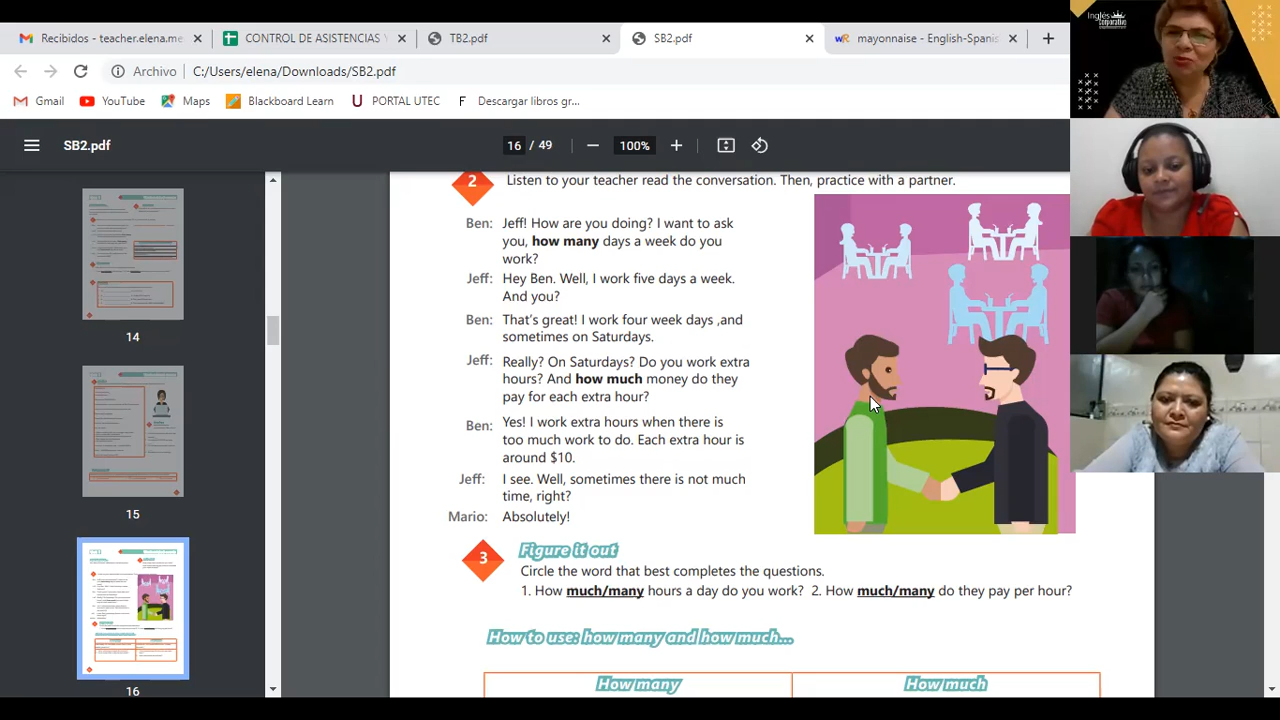 Recibidos - teacher.elena.me
CONTROL DE ASISTENCIAS Y
TB2.pdf
SB2.pdf
mayonnaise - English-Spanis
Archivo
C:/Users/elena/Downloads/SB2.pdf
Gmail
YouTube
Maps
Blackboard Learn
PORTAL UTEC
Descargar libros gr...
SB2.pdf
16 / 49
100%
14
15
16
2
Listen to your teacher read the conversation. Then, practice with a partner.
Ben: Jeff! How are you doing? I want to ask
you, how many days a week do you
work?
Jeff: Hey Ben. Well, I work five days a week.
And you?
Ben: That's great! I work four week days ,and
sometimes on Saturdays.
Jeff: Really? On Saturdays? Do you work extra
hours? And how much money do they
pay for each extra hour?
Ben: Yes! I work extra hours when there is
too much work to do. Each extra hour is
around $10.
Jeff: I see. Well, sometimes there is not much
time, right?
Mario: Absolutely!
3
Figure it out
Circle the word that best completes the questions.
1. How much/many hours a day do you work? 2. How much/many do they pay per hour?
How to use: how many and how much...
How many
How much
Inglés
Corporativo